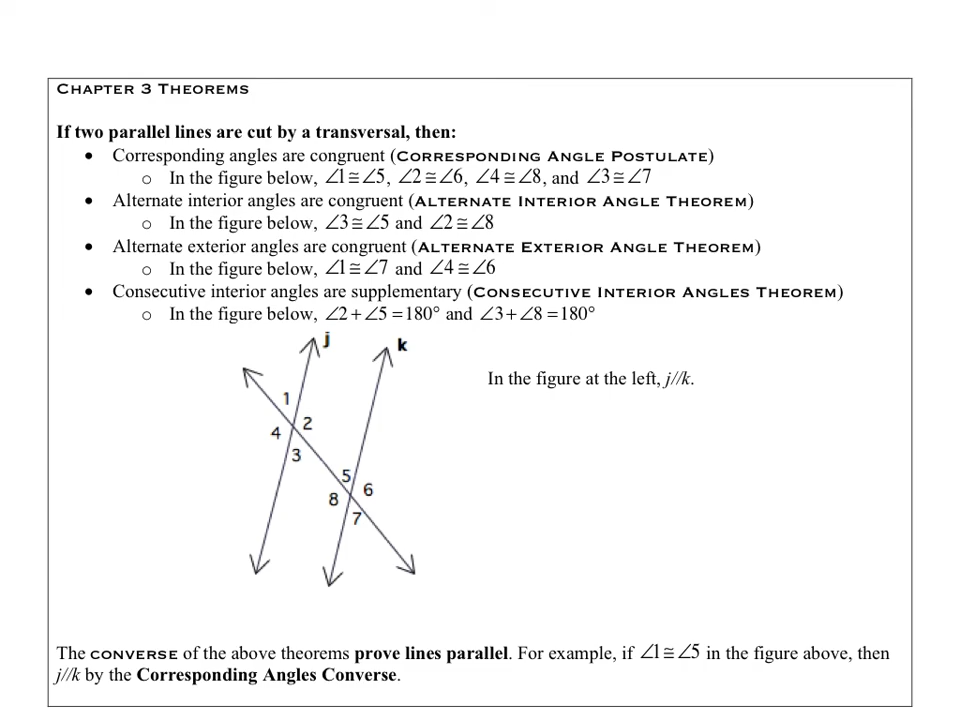 Chapter 3 Theorems
If two parallel lines are cut by a transversal, then:
• Corresponding angles are congruent (Corresponding Angle Postulate)
o In the figure below, ∠1≅∠5, ∠2≅∠6, ∠4≅∠8, and ∠3≅∠7
• Alternate interior angles are congruent (Alternate Interior Angle Theorem)
o In the figure below, ∠3≅∠5 and ∠2≅∠8
• Alternate exterior angles are congruent (Alternate Exterior Angle Theorem)
o In the figure below, ∠1≅∠7 and ∠4≅∠6
• Consecutive interior angles are supplementary (Consecutive Interior Angles Theorem)
o In the figure below, ∠2+∠5=180° and ∠3+∠8=180°
j
k
In the figure at the left, j//k.
1
2
4
3
5
6
8
7
The converse of the above theorems prove lines parallel. For example, if ∠1≅∠5 in the figure above, then
j//k by the Corresponding Angles Converse.